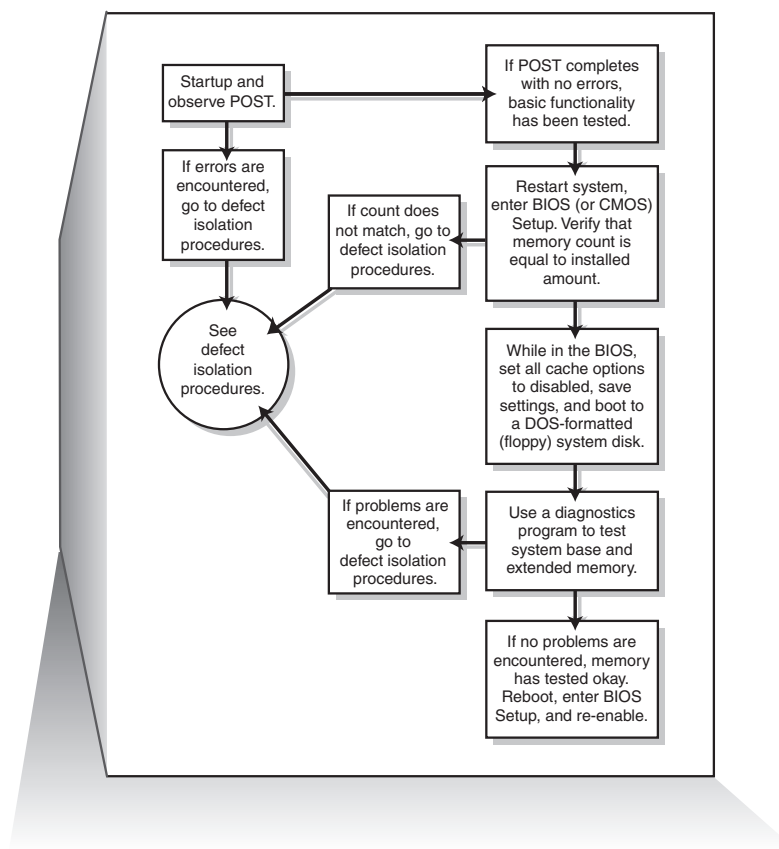 Startup and
observe POST.
If POST completes
with no errors,
basic functionality
has been tested.
If errors are
encountered,
go to defect
isolation
procedures.
Restart system,
enter BIOS (or CMOS)
Setup. Verify that
memory count is
equal to installed
amount.
If count does
not match, go to
defect isolation
procedures.
See
defect
isolation
procedures.
While in the BIOS,
set all cache options
to disabled, save
settings, and boot to
a DOS-formatted
(floppy) system disk.
If problems are
encountered,
go to
defect isolation
procedures.
Use a diagnostics
program to test
system base and
extended memory.
If no problems are
encountered, memory
has tested okay.
Reboot, enter BIOS
Setup, and re-enable.